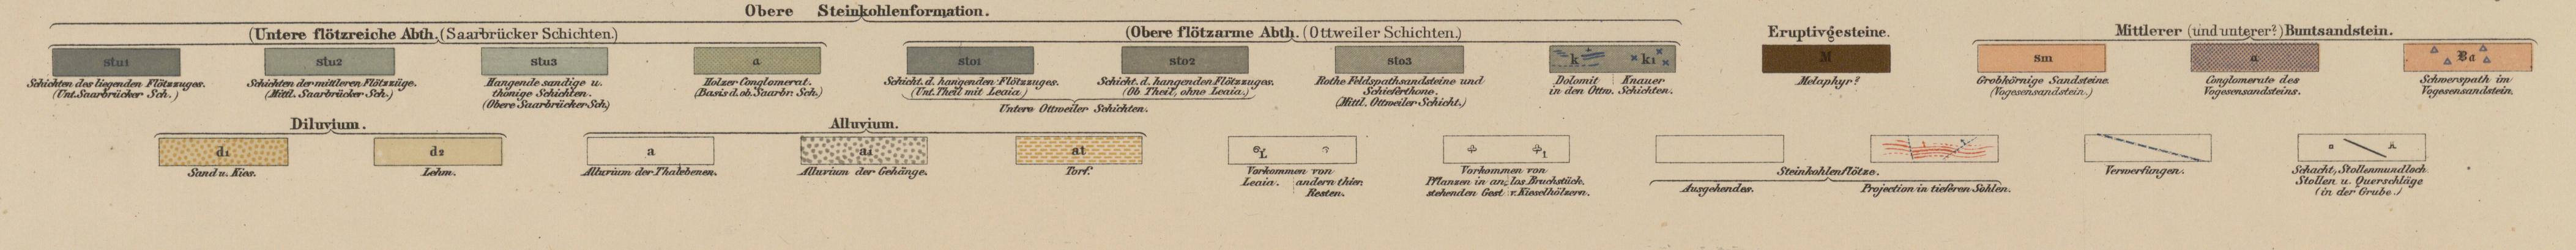 Obere Steinkohlenformation.
(Untere flötzreiche Abth. (Saarbrücker Schichten.)
(Obere flötzarme Abth. (Ottweiler Schichten.)
Eruptivgesteine.
Mittlerer (und unterer?) Buntsandstein.
stu1
stu2
stu3
a
sto1
sto2
sto3
k
k1
M
sm
a
Ba
Schichten des liegenden Flötzzuges.
(Unt. Saarbrücker Sch.)
Schichten der mittleren Flötzzüge.
(Mittl. Saarbrücker Sch.)
Hangende sandige u.
thonige Schichten.
(Obere Saarbrücker Sch)
Holzer Conglomerat.
(Basis d. ob. Saarbr. Sch.)
Schicht. d. hangenden Flötzzuges.
(Unt. Theil mit Leaia)
Schicht. d. hangenden Flötzzuges.
(Ob Theil, ohne Leaia.)
Untere Ottweiler Schichten.
Rothe Feldspathsandsteine und
Schieferthone.
(Mittl. Ottweiler Schicht.)
Dolomit Knauer
in den Ottw. Schichten.
Melaphyr?
Grobkörnige Sandsteine.
(Vogesensandstein.)
Conglomerate des
Vogesensandsteins.
Schwerspath im
Vogesensandstein.
Diluvium.
Alluvium.
d1
d2
a
a1
at
L
1
Sand u. Kies.
Lehm.
Alluvium der Thalebenen.
Alluvium der Gehänge.
Torf.
Vorkommen von
Leaia. andern thier.
Resten.
Vorkommen von
Pflanzen in an- los. Bruchstück.
stehenden Gest. v. Kieselhölzern.
Steinkohlenflötze.
Ausgehendes.
Projection in tieferen Sohlen.
Verwerfungen.
Schacht, Stollenmundloch
Stollen u. Querschläge
(in der Grube.)